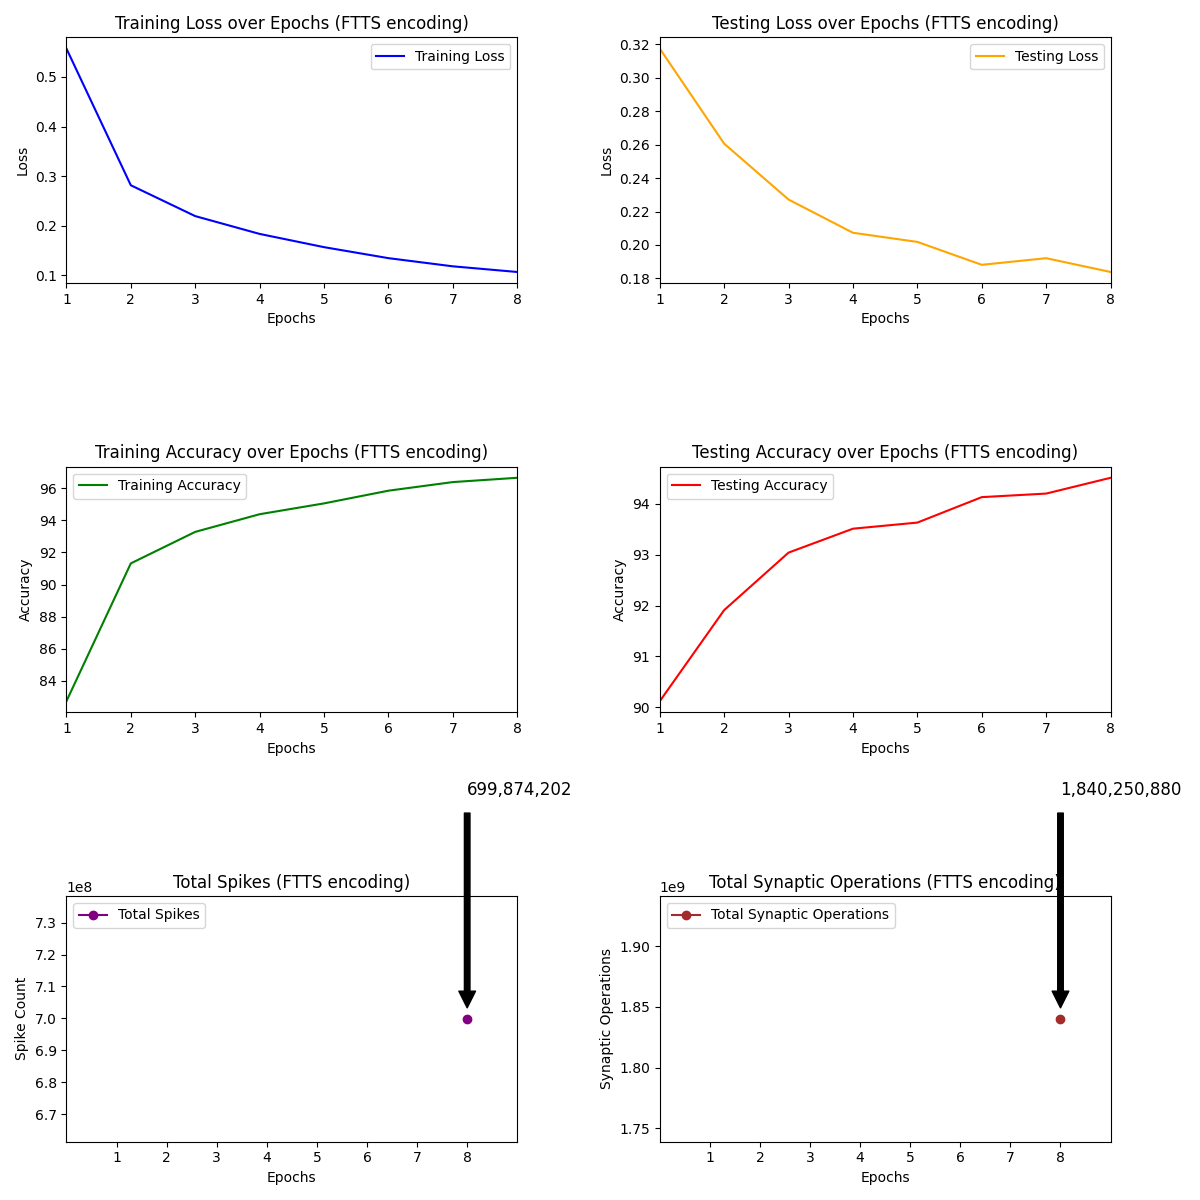 Training Loss over Epochs (FTTS encoding)
Training Loss
0.5
0.4
0.3
0.2
0.1
Loss
1 2 3 4 5 6 7 8
Epochs
Testing Loss over Epochs (FTTS encoding)
Testing Loss
0.32
0.30
0.28
0.26
0.24
0.22
0.20
0.18
Loss
1 2 3 4 5 6 7 8
Epochs
Training Accuracy over Epochs (FTTS encoding)
Training Accuracy
96
94
92
90
88
86
84
Accuracy
1 2 3 4 5 6 7 8
Epochs
Testing Accuracy over Epochs (FTTS encoding)
Testing Accuracy
94
93
92
91
90
Accuracy
1 2 3 4 5 6 7 8
Epochs
699,874,202
Total Spikes (FTTS encoding)
1e8
Total Spikes
7.3
7.2
7.1
7.0
6.9
6.8
6.7
Spike Count
1 2 3 4 5 6 7 8
Epochs
1,840,250,880
Total Synaptic Operations (FTTS encoding)
1e9
Total Synaptic Operations
1.90
1.85
1.80
1.75
Synaptic Operations
1 2 3 4 5 6 7 8
Epochs